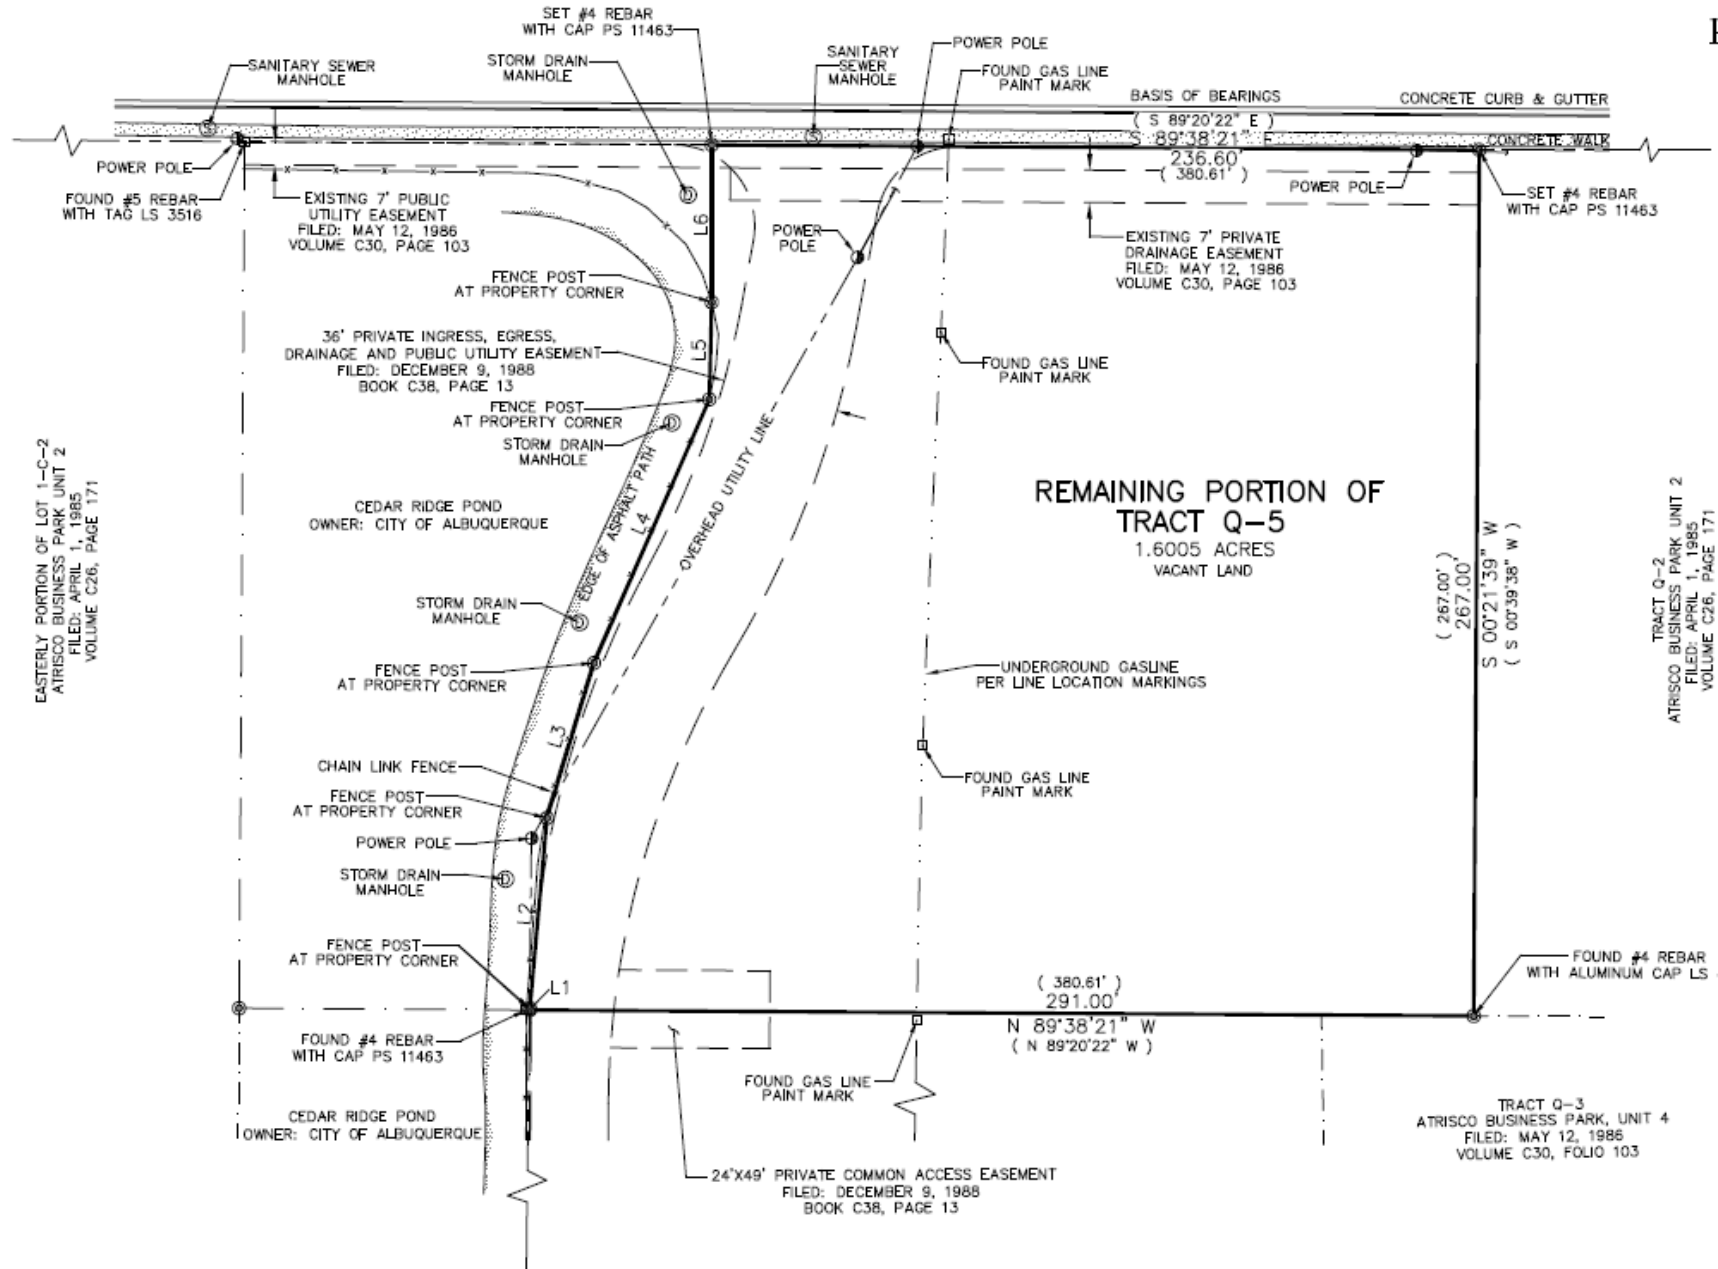 SET #4 REBAR
WITH CAP PS 11463
SANITARY SEWER
MANHOLE
STORM DRAIN
MANHOLE
SANITARY
SEWER
MANHOLE
POWER POLE
FOUND GAS LINE
PAINT MARK
BASIS OF BEARINGS
CONCRETE CURB & GUTTER
( S 89°20'22" E )
S 89°38'21" E
236.60'
( 380.61' )
CONCRETE WALK
S
S
POWER POLE
FOUND #5 REBAR
WITH TAG LS 3516
EXISTING 7' PUBLIC
UTILITY EASEMENT
FILED: MAY 12, 1986
VOLUME C30, PAGE 103
D
L6
POWER
POLE
POWER POLE
SET #4 REBAR
WITH CAP PS 11463
EXISTING 7' PRIVATE
DRAINAGE EASEMENT
FILED: MAY 12, 1986
VOLUME C30, PAGE 103
FENCE POST
AT PROPERTY CORNER
36' PRIVATE INGRESS, EGRESS,
DRAINAGE AND PUBLIC UTILITY EASEMENT
FILED: DECEMBER 9, 1988
BOOK C38, PAGE 13
L5
FOUND GAS LINE
PAINT MARK
FENCE POST
AT PROPERTY CORNER
STORM DRAIN
MANHOLE
D
EASTERLY PORTION OF LOT 1-C-2
ATRISCO BUSINESS PARK UNIT 2
FILED: APRIL 1, 1985
VOLUME C26, PAGE 171
CEDAR RIDGE POND
OWNER: CITY OF ALBUQUERQUE
EDGE OF ASPHALT PATH
L4
OVERHEAD UTILITY LINE
REMAINING PORTION OF
TRACT Q-5
1.6005 ACRES
VACANT LAND
( 267.00' )
267.00'
S 00°21'39" W
( S 00°39'38" W )
TRACT Q-2
ATRISCO BUSINESS PARK UNIT 2
FILED: APRIL 1, 1985
VOLUME C26, PAGE 171
STORM DRAIN
MANHOLE
D
FENCE POST
AT PROPERTY CORNER
UNDERGROUND GASLINE
PER LINE LOCATION MARKINGS
L3
CHAIN LINK FENCE
FOUND GAS LINE
PAINT MARK
FENCE POST
AT PROPERTY CORNER
POWER POLE
STORM DRAIN
MANHOLE
D
L2
FENCE POST
AT PROPERTY CORNER
L1
( 380.61' )
291.00'
N 89°38'21" W
( N 89°20'22" W )
FOUND #4 REBAR
WITH ALUMINUM CAP LS
FOUND #4 REBAR
WITH CAP PS 11463
FOUND GAS LINE
PAINT MARK
CEDAR RIDGE POND
OWNER: CITY OF ALBUQUERQUE
TRACT Q-3
ATRISCO BUSINESS PARK, UNIT 4
FILED: MAY 12, 1986
VOLUME C30, FOLIO 103
24'X49' PRIVATE COMMON ACCESS EASEMENT
FILED: DECEMBER 9, 1988
BOOK C38, PAGE 13